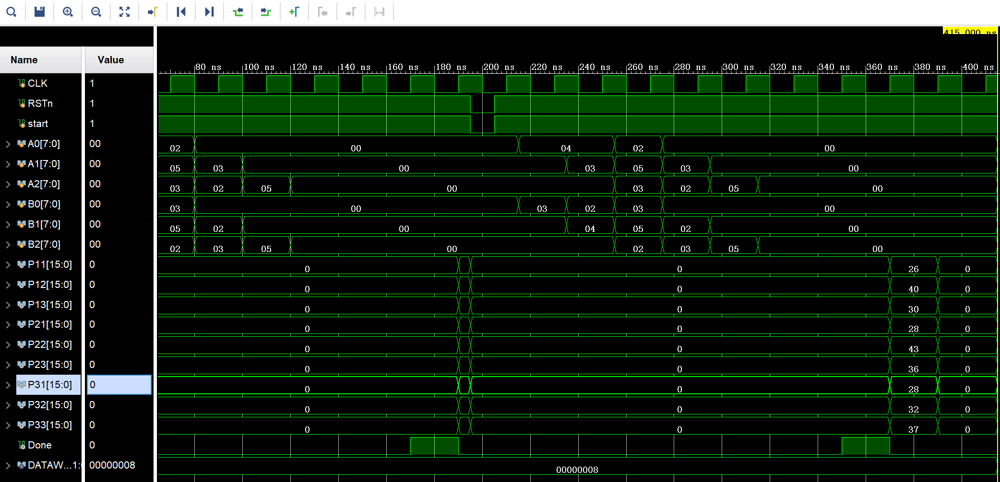 415.000 ns
Name Value
80 ns 100 ns 120 ns 140 ns 160 ns 180 ns 200 ns 220 ns 240 ns 260 ns 280 ns 300 ns 320 ns 340 ns 360 ns 380 ns 400 ns
CLK 1
RSTn 1
start 1
A0[7:0] 00 02 00 04 02 00
A1[7:0] 00 05 03 00 03 05 03 00
A2[7:0] 00 03 02 05 00 03 02 05 00
B0[7:0] 00 03 00 03 02 03 00
B1[7:0] 00 05 02 00 04 05 02 00
B2[7:0] 00 02 03 05 00 02 03 05 00
P11[15:0] 0 0 0 26 0
P12[15:0] 0 0 0 40 0
P13[15:0] 0 0 0 30 0
P21[15:0] 0 0 0 28 0
P22[15:0] 0 0 0 43 0
P23[15:0] 0 0 0 36 0
P31[15:0] 0 0 0 28 0
P32[15:0] 0 0 0 32 0
P33[15:0] 0 0 0 37 0
Done 0
DATAW...1: 00000008 00000008